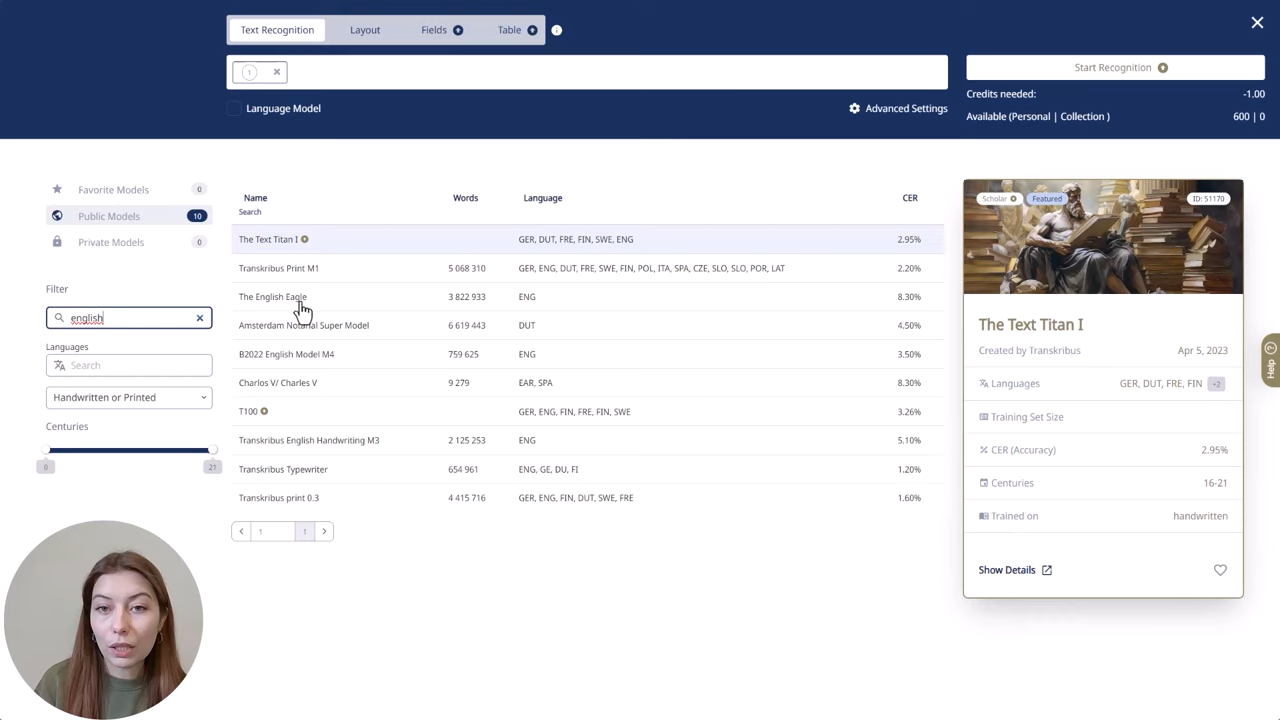 Text Recognition Layout Fields Table
1
Start Recognition
Language Model Advanced Settings
Credits needed: -1.00
Available (Personal | Collection ) 600 | 0
Favorite Models 0
Public Models 10
Private Models 0
Filter
english
Languages
Search
Handwritten or Printed
Centuries
0 21
Name Words Language CER
Search
The Text Titan I GER, DUT, FRE, FIN, SWE, ENG 2.95%
Transkribus Print M1 5 068 310 GER, ENG, DUT, FRE, SWE, FIN, POL, ITA, SPA, CZE, SLO, SLO, POR, LAT 2.20%
The English Eagle 3 822 933 ENG 8.30%
Amsterdam Notarial Super Model 6 619 443 DUT 4.50%
B2022 English Model M4 759 625 ENG 3.50%
Charlos V/ Charles V 9 279 EAR, SPA 8.30%
T100 GER, ENG, FIN, FRE, FIN, SWE 3.26%
Transkribus English Handwriting M3 2 125 253 ENG 5.10%
Transkribus Typewriter 654 961 ENG, GE, DU, FI 1.20%
Transkribus print 0.3 4 415 716 GER, ENG, FIN, DUT, SWE, FRE 1.60%
1 1
Scholar Featured ID: 51170
The Text Titan I
Created by Transkribus Apr 5, 2023
Languages GER, DUT, FRE, FIN +2
Training Set Size
CER (Accuracy) 2.95%
Centuries 16-21
Trained on handwritten
Show Details
Help